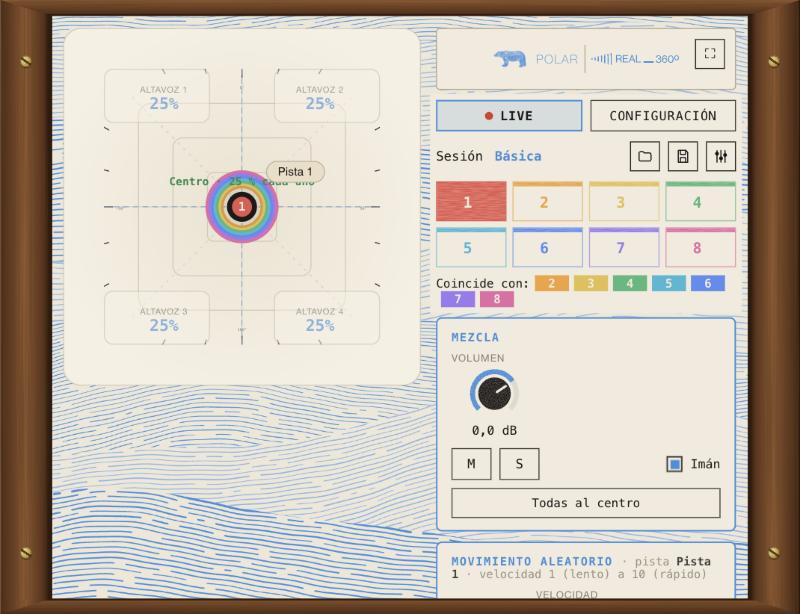 ALTAVOZ 1
25%
ALTAVOZ 2
25%
Pista 1
Centro · 25 % cada uno
1
ALTAVOZ 3
25%
ALTAVOZ 4
25%
POLAR REAL 360º
LIVE
CONFIGURACIÓN
Sesión Básica
1 2 3 4
5 6 7 8
Coincide con: 2 3 4 5 6
7 8
MEZCLA
VOLUMEN
0,0 dB
M S Imán
Todas al centro
MOVIMIENTO ALEATORIO · pista Pista
1 · velocidad 1 (lento) a 10 (rápido)
VELOCIDAD